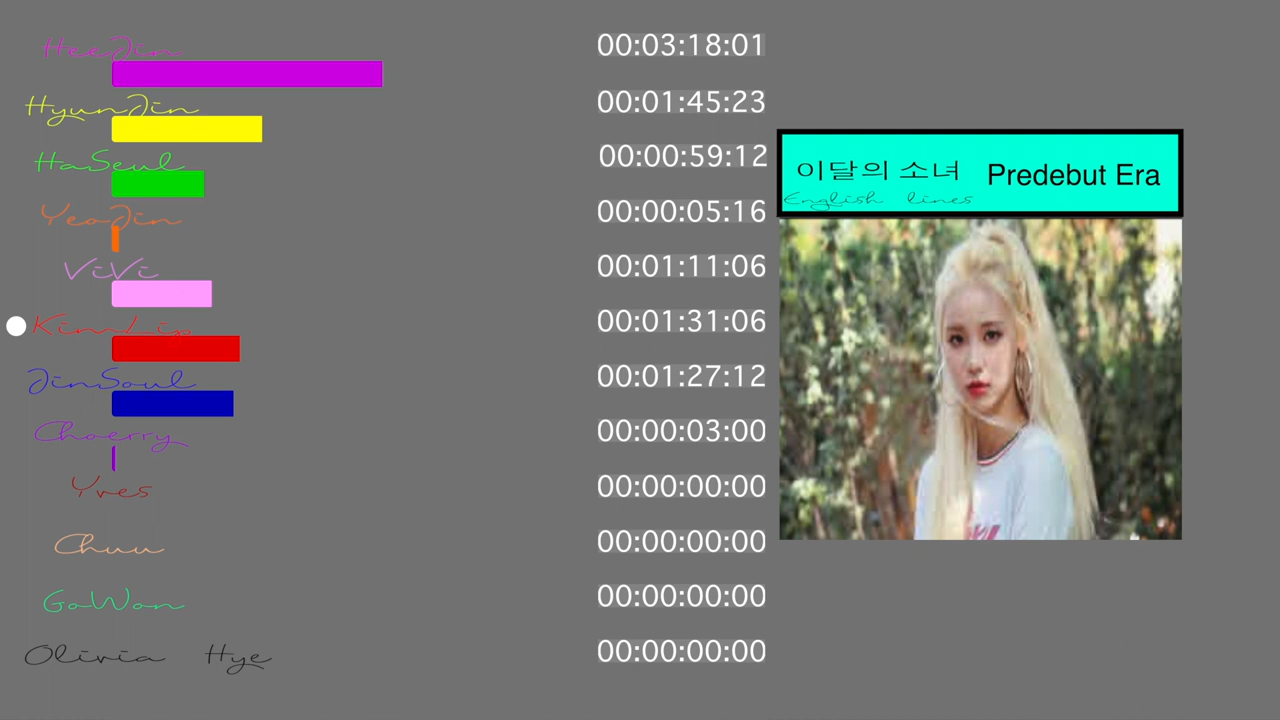 HeeJin 00:03:18:01
HyunJin 00:01:45:23
HaSeul 00:00:59:12
YeoJin 00:00:05:16
ViVi 00:01:11:06
Kim Lip 00:01:31:06
JinSoul 00:01:27:12
Choerry 00:00:03:00
Yves 00:00:00:00
Chuu 00:00:00:00
GoWon 00:00:00:00
Olivia Hye 00:00:00:00
이달의 소녀 Predebut Era
English lines